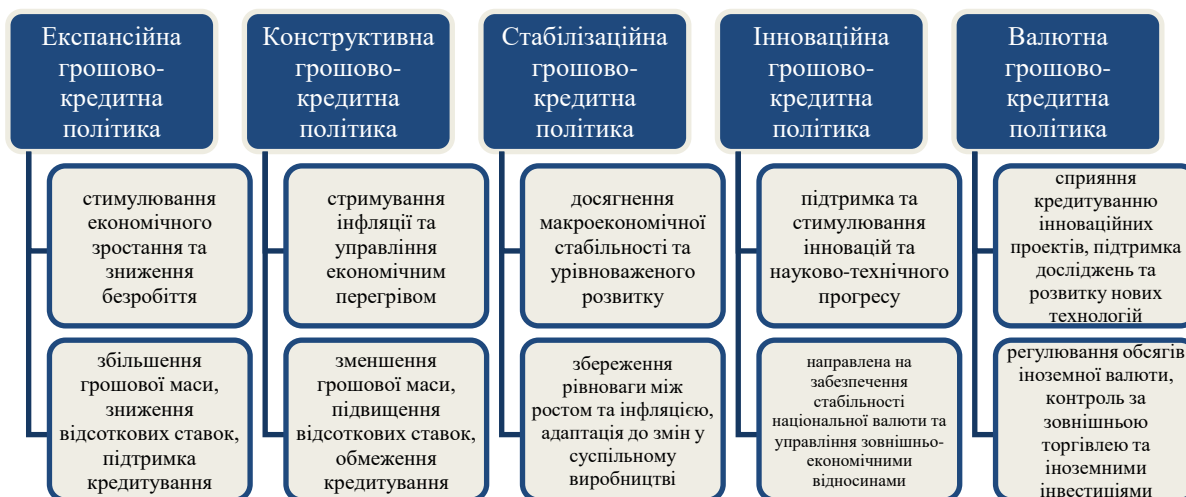 Експансійна
грошово-
кредитна
політика
стимулювання
економічного
зростання та
зниження
безробіття
збільшення
грошової маси,
зниження
відсоткових ставок,
підтримка
кредитування
Конструктивна
грошово-
кредитна
політика
стримування
інфляції та
управління
економічним
перегрівом
зменшення
грошової маси,
підвищення
відсоткових ставок,
обмеження
кредитування
Стабілізаційна
грошово-
кредитна
політика
досягнення
макроекономічної
стабільності та
урівноваженого
розвитку
збереження
рівноваги між
ростом та інфляцією,
адаптація до змін у
суспільному
виробництві
Інноваційна
грошово-
кредитна
політика
підтримка та
стимулювання
інновацій та
науково-технічного
прогресу
направлена на
забезпечення
стабільності
національної валюти та
управління зовнішньо-
економічними
відносинами
Валютна
грошово-
кредитна
політика
сприяння
кредитуванню
інноваційних
проектів, підтримка
досліджень та
розвитку нових
технологій
регулювання обсягів
іноземної валюти,
контроль за
зовнішньою
торгівлею та
іноземними
інвестиціями